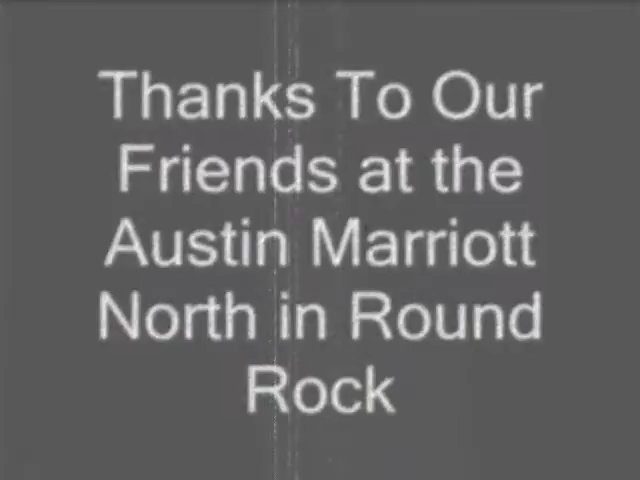 Thanks To Our
Friends at the
Austin Marriott
North in Round
Rock